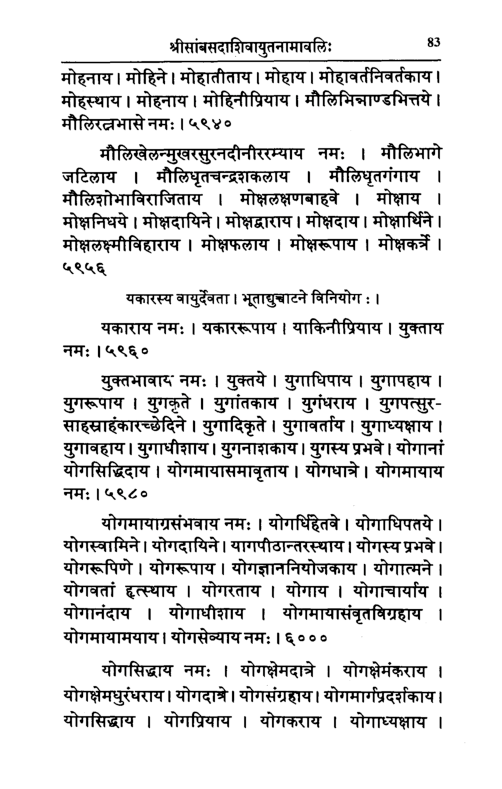 श्रीसांबसदाशिवायुतनामावलिः 83
मोहनाय। मोहिने। मोहातीताय। मोहाय। मोहावर्तनिवर्तकाय।
मोहस्थाय। मोहनाय। मोहिनीप्रियाय। मौलिभिन्नाण्डभित्तये।
मौलिरत्नभासे नमः।५९४०
मौलिखेलन्मुखरसुरनदीनीररम्याय नमः । मौलिभागे
जटिलाय । मौलिधृतचन्द्रशकलाय । मौलिधृतगंगाय ।
मौलिशोभाविराजिताय । मोक्षलक्षणबाहवे । मोक्षाय ।
मोक्षनिधये। मोक्षदायिने। मोक्षद्वाराय। मोक्षदाय। मोक्षार्थिने।
मोक्षलक्ष्मीविहाराय । मोक्षफलाय । मोक्षरूपाय । मोक्षकर्त्रे ।
५९५६
यकारस्य वायुर्देवता। भूताद्युच्चाटने विनियोग : ।
यकाराय नमः। यकाररूपाय। याकिनीप्रियाय। युक्ताय
नमः।५९६०
युक्तभावाय नमः । युक्तये । युगाधिपाय । युगापहाय ।
युगरूपाय । युगकृते । युगांतकाय । युगंधराय । युगपत्सुर-
साहस्राहंकारच्छेदिने । युगादिकृते । युगावर्ताय । युगाध्यक्षाय ।
युगावहाय। युगाधीशाय। युगनाशकाय। युगस्य प्रभवे। योगानां
योगसिद्धिदाय । योगमायासमावृताय । योगधात्रे । योगमायाय
नमः।५९८०
योगमायाग्रसंभवाय नमः । योगर्धिहेतवे । योगाधिपतये ।
योगस्वामिने। योगदायिने। यागपीठान्तरस्थाय। योगस्य प्रभवे।
योगरूपिणे । योगरूपाय । योगज्ञाननियोजकाय । योगात्मने ।
योगवतां हृत्स्थाय । योगरताय । योगाय । योगाचार्याय ।
योगानंदाय । योगाधीशाय । योगमायासंवृतविग्रहाय ।
योगमायामयाय। योगसेव्याय नमः।६०००
योगसिद्धाय नमः । योगक्षेमदात्रे । योगक्षेमंकराय ।
योगक्षेमधुरंधराय। योगदात्रे। योगसंग्रहाय। योगमार्गप्रदर्शकाय।
योगसिद्धाय । योगप्रियाय । योगकराय । योगाध्यक्षाय ।